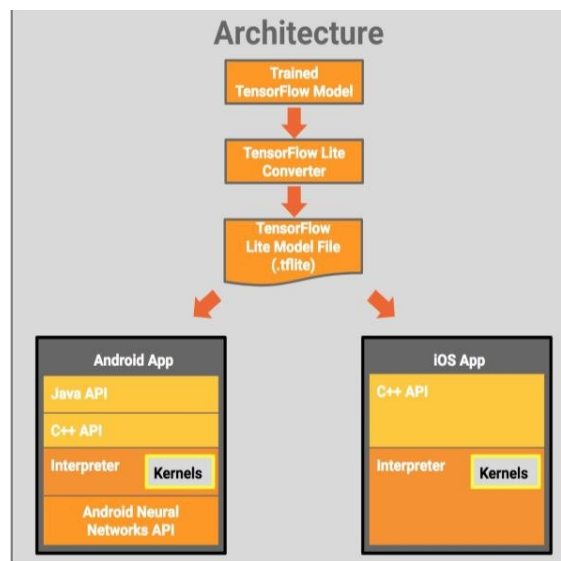 Architecture
Trained
TensorFlow Model
TensorFlow Lite
Converter
TensorFlow
Lite Model File
(.tflite)
Android App
Java API
C++ API
Interpreter
Kernels
Android Neural
Networks API
iOS App
C++ API
Interpreter
Kernels